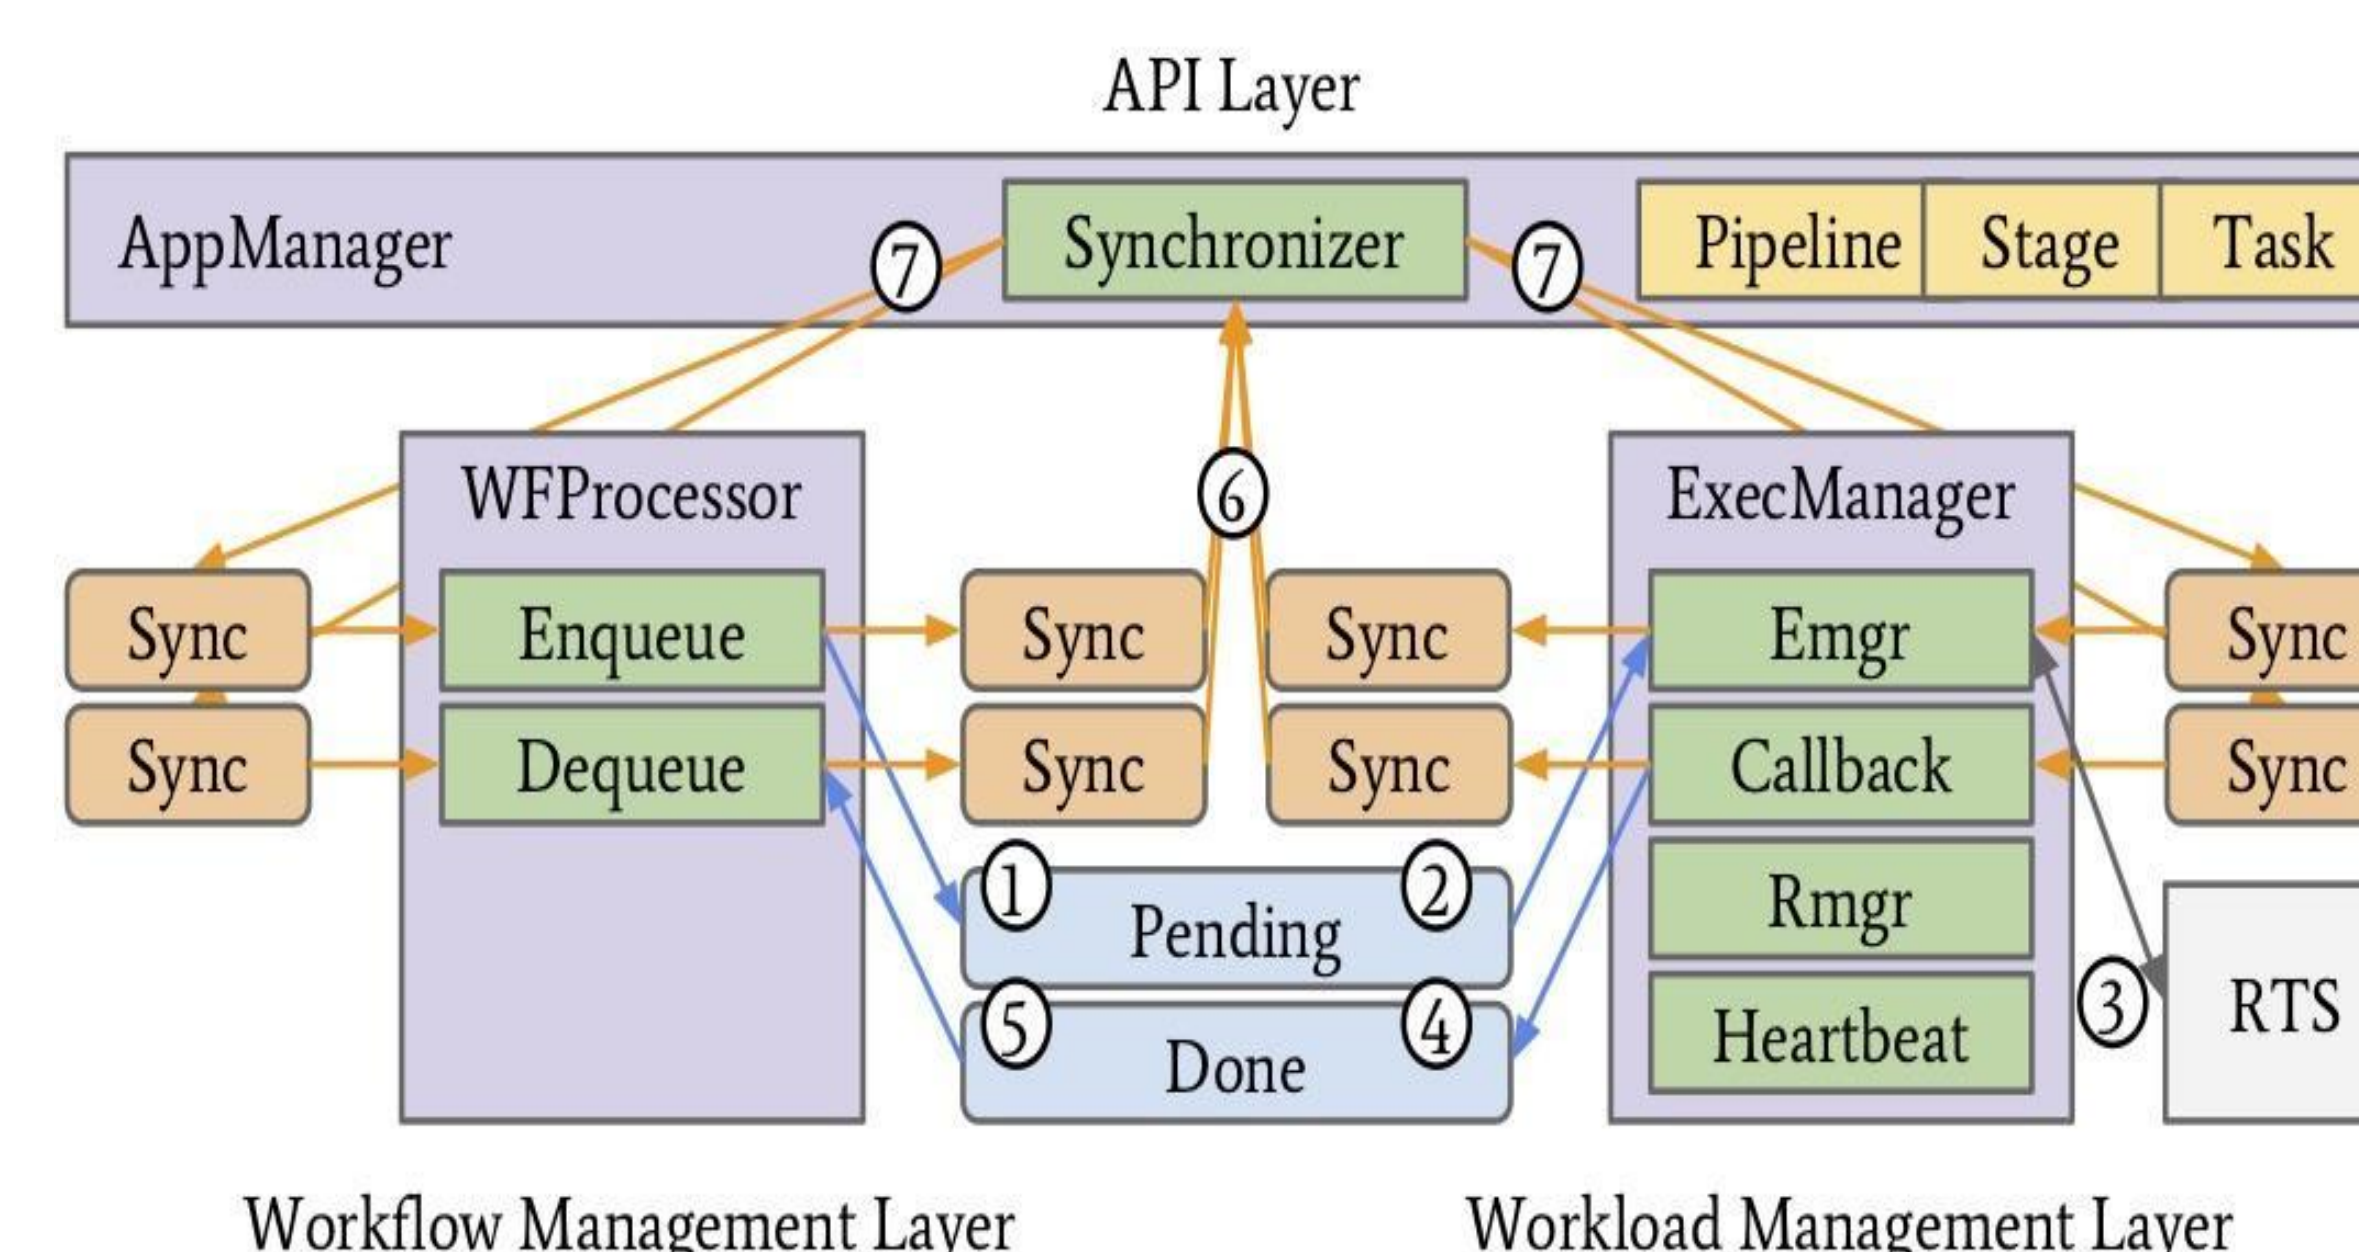 API Layer
AppManager
7
Synchronizer
7
Pipeline
Stage
Task
WFProcessor
6
ExecManager
Sync
Enqueue
Sync
Sync
Emgr
Sync
Sync
Dequeue
Sync
Sync
Callback
Sync
1
Pending
2
Rmgr
5
Done
4
Heartbeat
3
RTS
Workflow Management Layer
Workload Management Layer